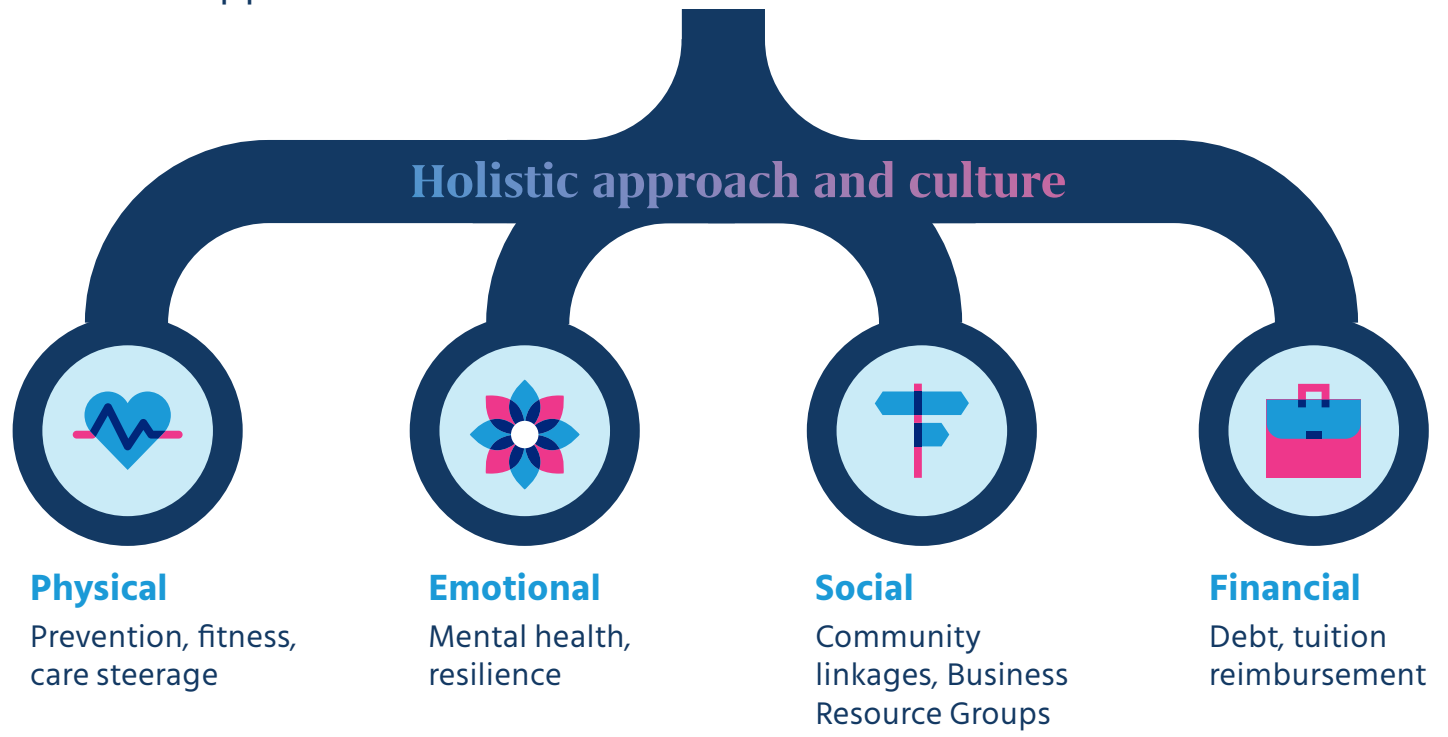 Holistic approach and culture
Physical
Prevention, fitness,
care steerage
Emotional
Mental health,
resilience
Social
Community
linkages, Business
Resource Groups
Financial
Debt, tuition
reimbursement